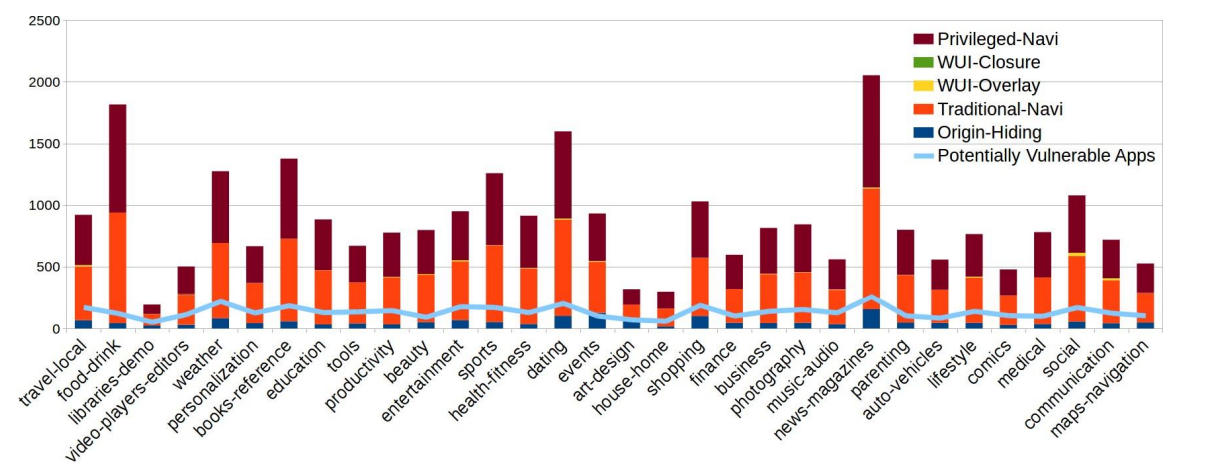 2500
2000
1500
1000
500
0
Privileged-Navi
WUI-Closure
WUI-Overlay
Traditional-Navi
Origin-Hiding
Potentially Vulnerable Apps
travel-local
food-drink
libraries-demo
video-players-editors
weather
personalization
books-reference
education
tools
productivity
beauty
entertainment
sports
health-fitness
dating
events
art-design
house-home
shopping
finance
business
photography
music-audio
news-magazines
parenting
auto-vehicles
lifestyle
comics
medical
social
communication
maps-navigation